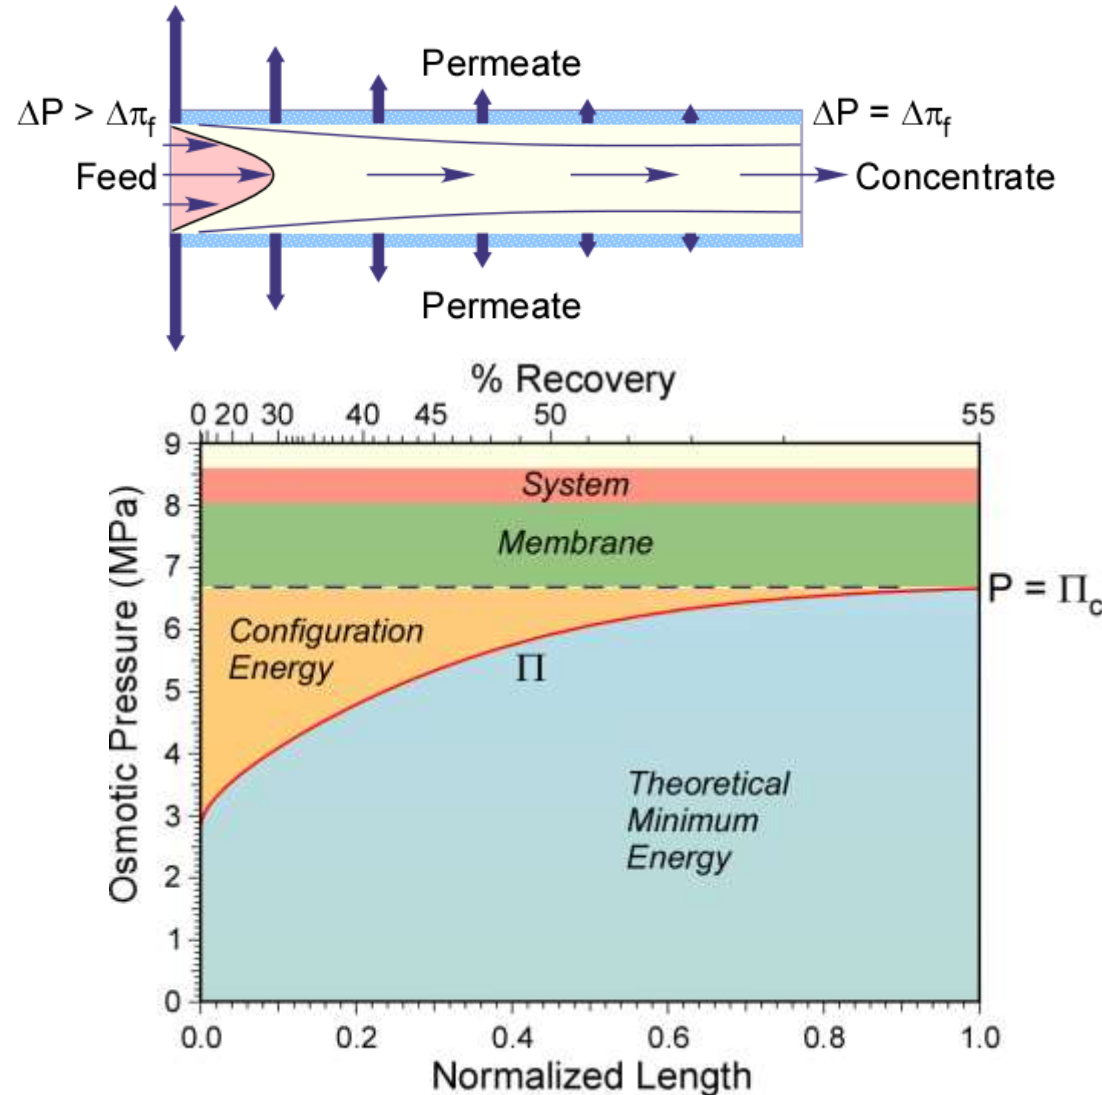 Permeate
ΔP > Δπf
ΔP = Δπf
Feed
Concentrate
Permeate
% Recovery
0 20 30 40 45 50 55
9
System
8
Membrane
7
P = Πc
6
Configuration
Energy
Π
5
4
Theoretical
Minimum
Energy
3
2
1
0
Osmotic Pressure (MPa)
0.0 0.2 0.4 0.6 0.8 1.0
Normalized Length